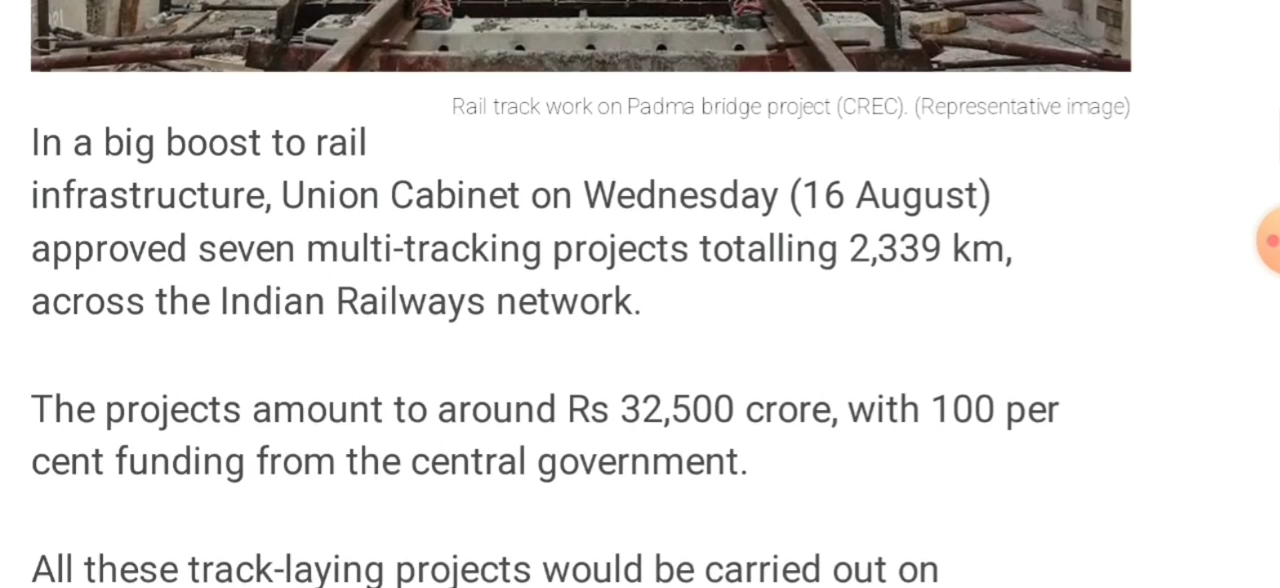 Rail track work on Padma bridge project (CREC). (Representative image)
In a big boost to rail
infrastructure, Union Cabinet on Wednesday (16 August)
approved seven multi-tracking projects totalling 2,339 km,
across the Indian Railways network.
The projects amount to around Rs 32,500 crore, with 100 per
cent funding from the central government.
All these track-laying projects would be carried out on